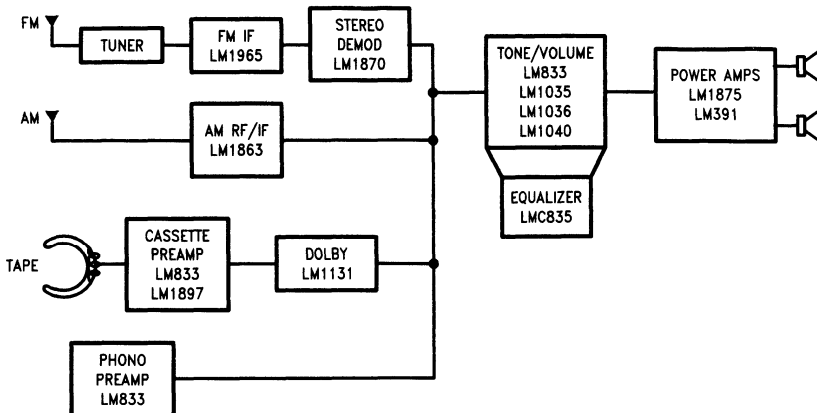 FM
TUNER
FM IF
LM1965
STEREO
DEMOD
LM1870
AM
AM RF/IF
LM1863
TAPE
CASSETTE
PREAMP
LM833
LM1897
DOLBY
LM1131
PHONO
PREAMP
LM833
TONE/VOLUME
LM833
LM1035
LM1036
LM1040
EQUALIZER
LMC835
POWER AMPS
LM1875
LM391